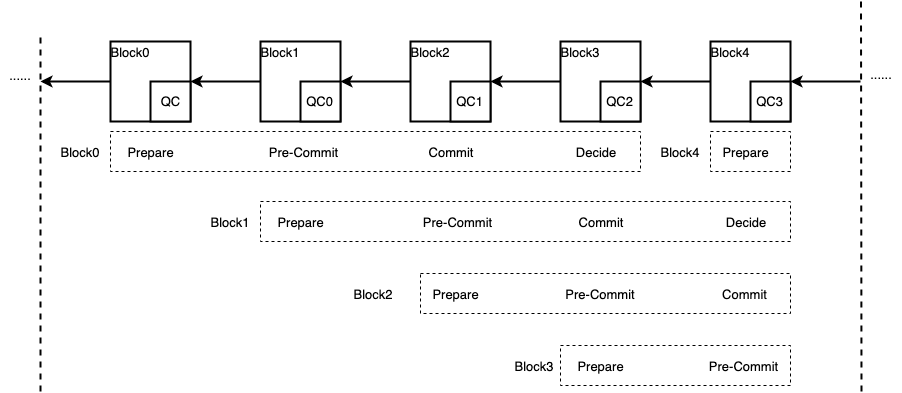 Block0 Block1 Block2 Block3 Block4
...... ......
QC QC0 QC1 QC2 QC3
Block0 Prepare Pre-Commit Commit Decide Block4 Prepare
Block1 Prepare Pre-Commit Commit Decide
Block2 Prepare Pre-Commit Commit
Block3 Prepare Pre-Commit